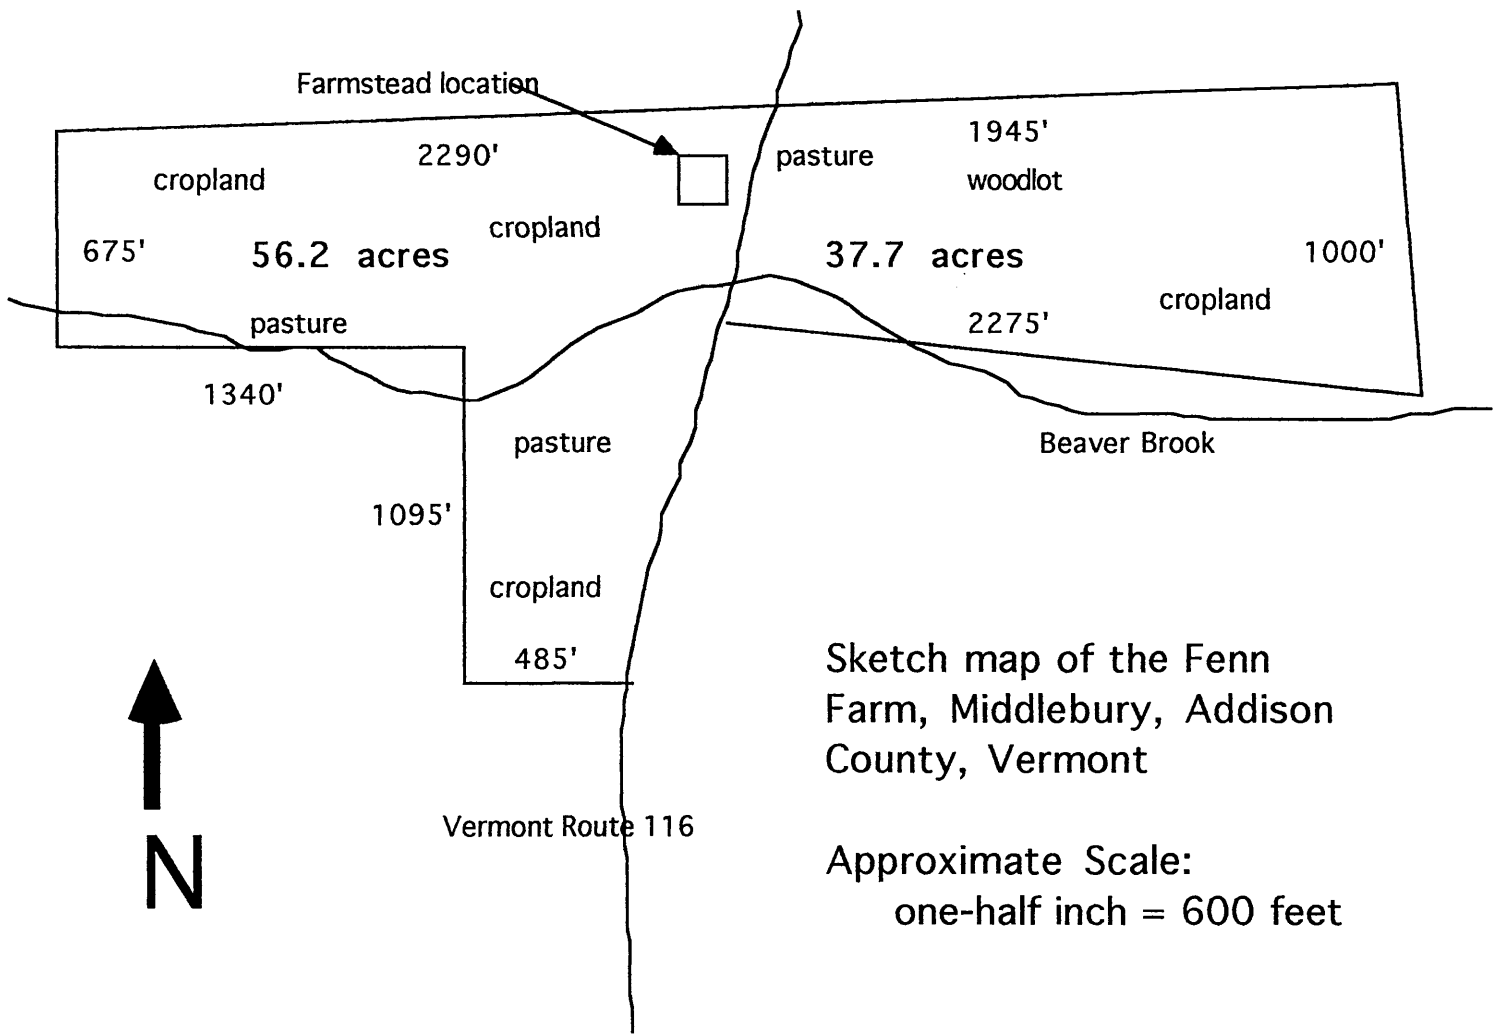 Farmstead location
1945'
2290'
pasture
cropland
woodlot
cropland
675'
56.2 acres
37.7 acres
1000'
cropland
pasture
2275'
1340'
pasture
Beaver Brook
1095'
cropland
485'
Sketch map of the Fenn
Farm, Middlebury, Addison
County, Vermont
Vermont Route 116
N
Approximate Scale:
one-half inch = 600 feet